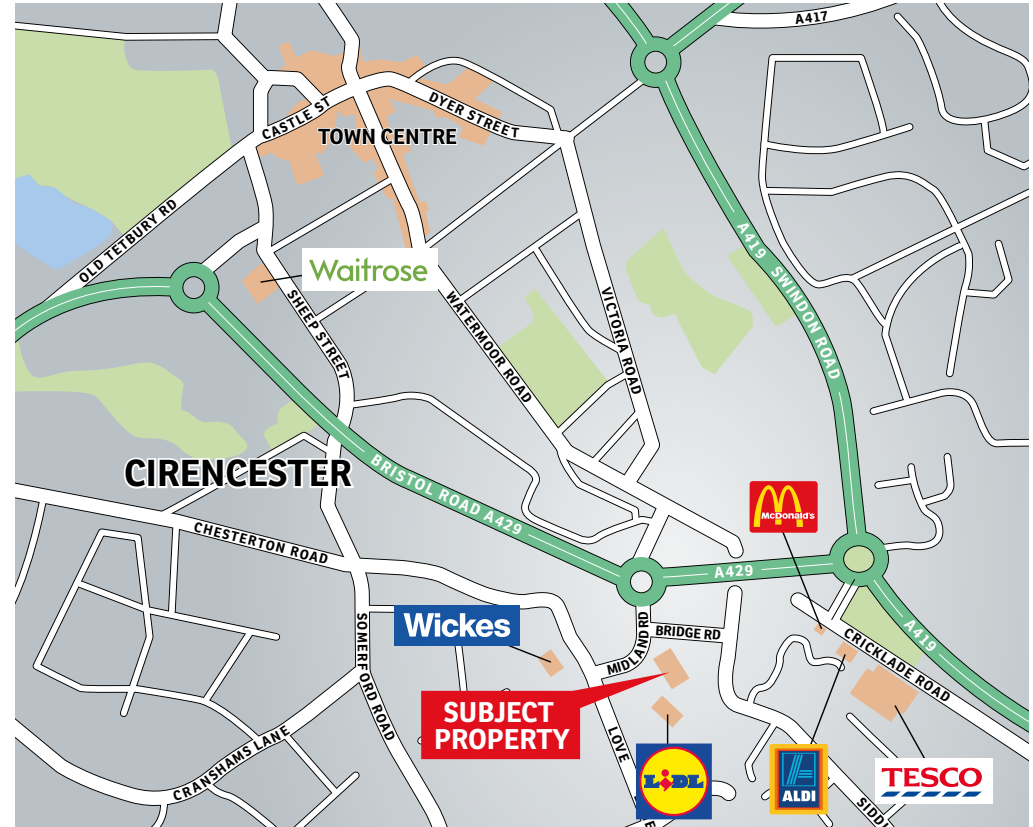 A417
CASTLE ST
DYER STREET
TOWN CENTRE
OLD TETBURY RD
A419 SWINDON ROAD
Waitrose
SHEEP STREET
WATERMOOR ROAD
VICTORIA ROAD
CIRENCESTER
BRISTOL ROAD A429
McDonald's
CHESTERTON ROAD
A429
Wickes
SOMERFORD ROAD
MIDLAND RD
BRIDGE RD
CRICKLADE ROAD
A419
SUBJECT
PROPERTY
LOVE
CRANSHAMS LANE
LIDL
ALDI
TESCO
SIDDI